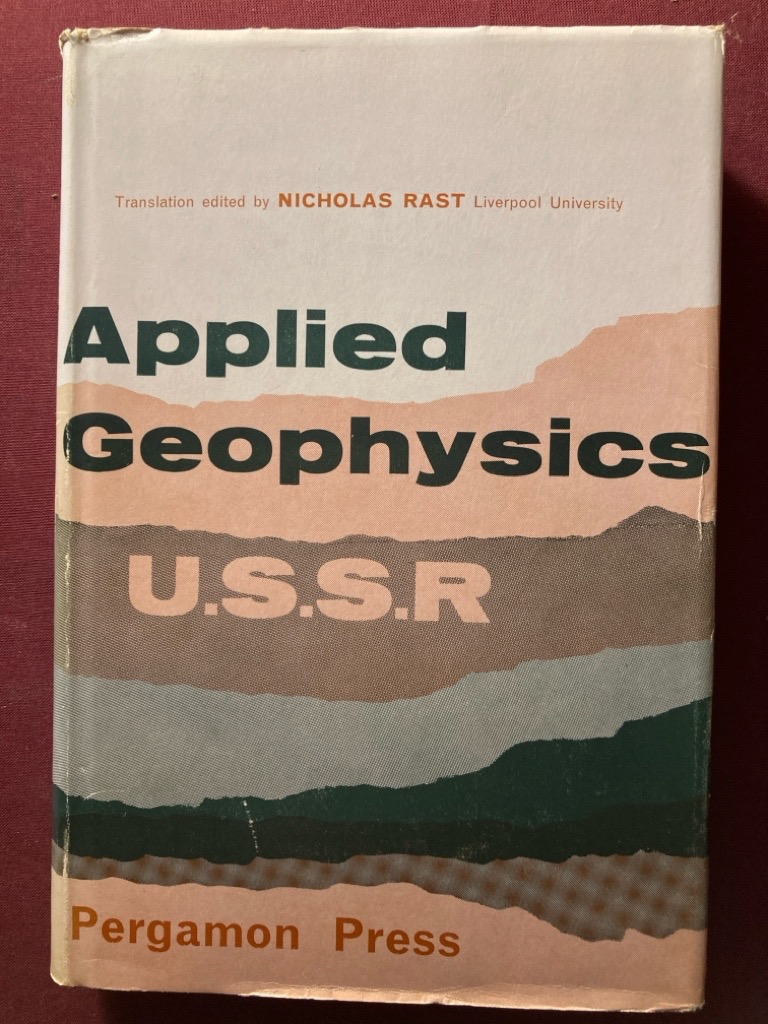 Translation edited by NICHOLAS RAST Liverpool University
Applied
Geophysics
U.S.S.R
Pergamon Press